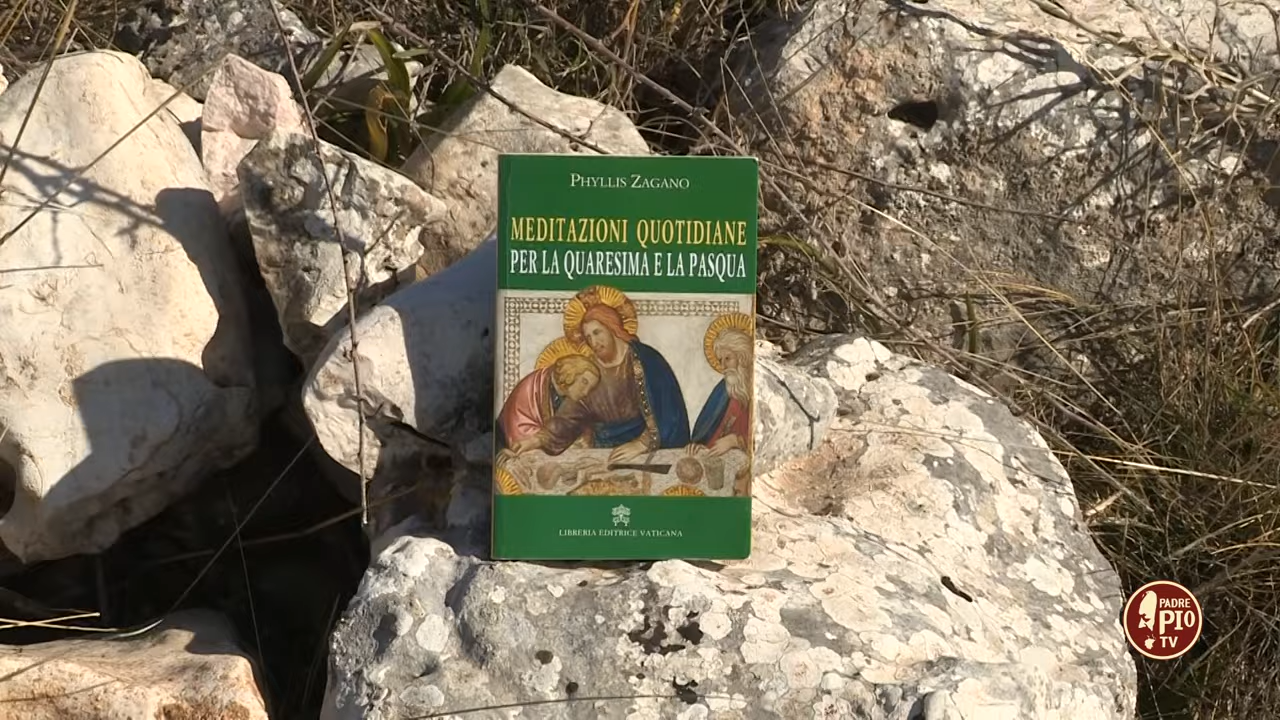 PHYLLIS ZAGANO
MEDITAZIONI QUOTIDIANE
PER LA QUARESIMA E LA PASQUA
LIBRERIA EDITRICE VATICANA
PADRE
PIO
TV